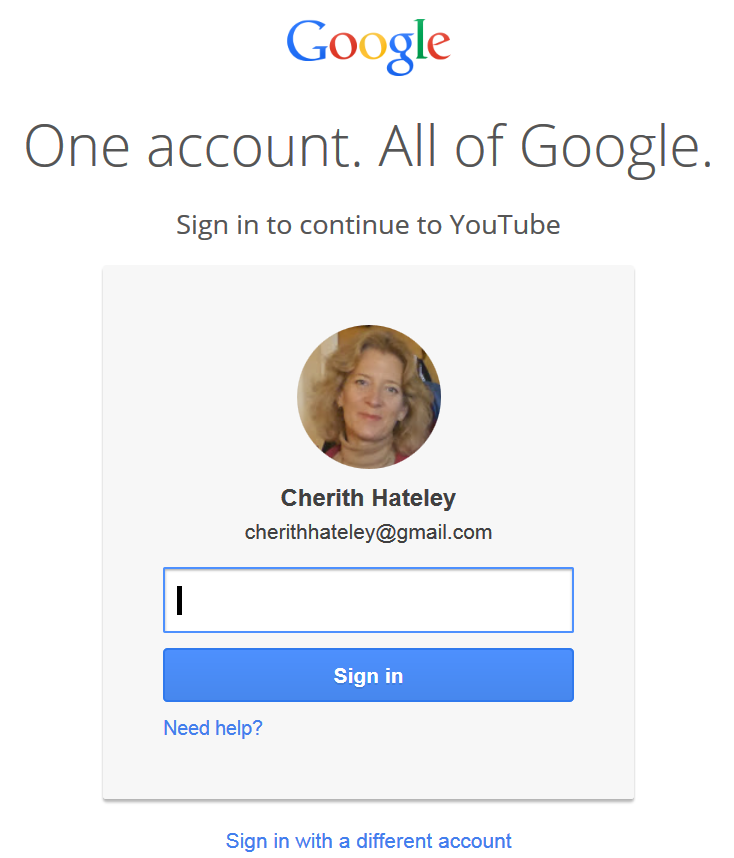 Google
One account. All of Google.
Sign in to continue to YouTube
Cherith Hateley
cherithhateley@gmail.com
Sign in
Need help?
Sign in with a different account